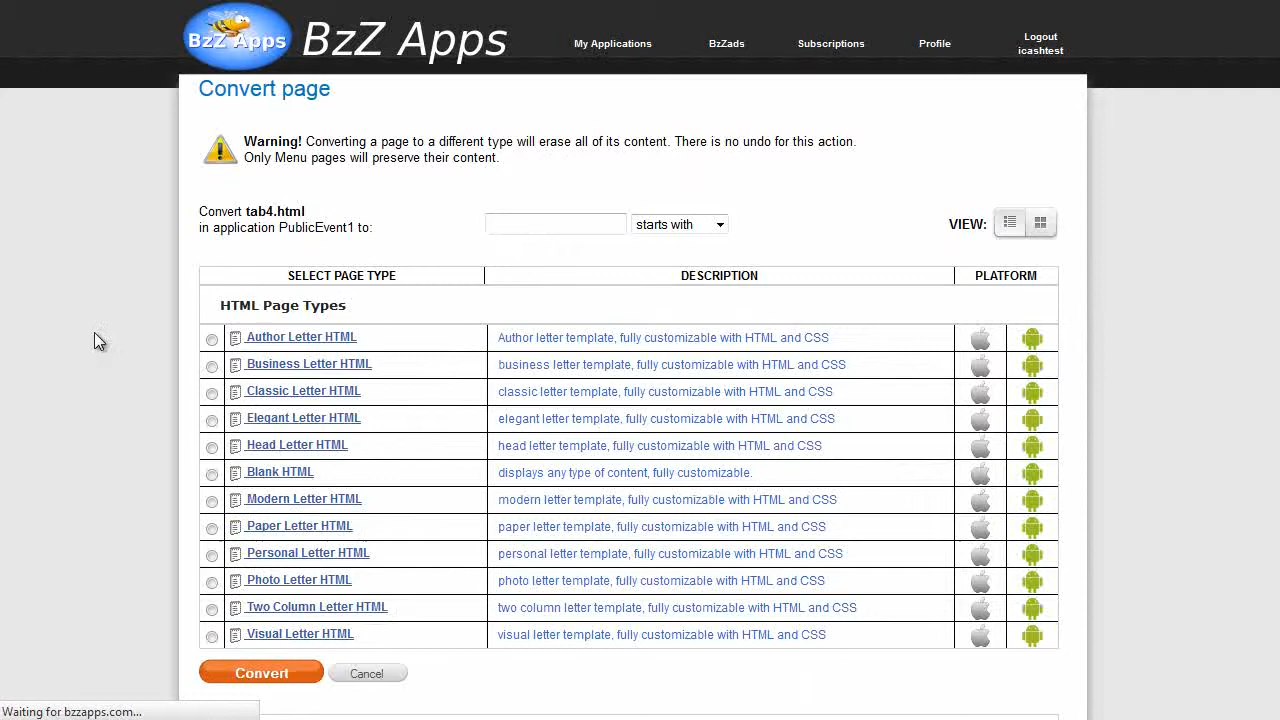 BzZ Apps
BzZ Apps
My Applications
BzZads
Subscriptions
Profile
Logout
icashtest
Convert page
Warning! Converting a page to a different type will erase all of its content. There is no undo for this action.
Only Menu pages will preserve their content.
Convert tab4.html
in application PublicEvent1 to:
starts with
VIEW:
SELECT PAGE TYPE DESCRIPTION PLATFORM
HTML Page Types
Author Letter HTML Author letter template, fully customizable with HTML and CSS
Business Letter HTML business letter template, fully customizable with HTML and CSS
Classic Letter HTML classic letter template, fully customizable with HTML and CSS
Elegant Letter HTML elegant letter template, fully customizable with HTML and CSS
Head Letter HTML head letter template, fully customizable with HTML and CSS
Blank HTML displays any type of content, fully customizable.
Modern Letter HTML modern letter template, fully customizable with HTML and CSS
Paper Letter HTML paper letter template, fully customizable with HTML and CSS
Personal Letter HTML personal letter template, fully customizable with HTML and CSS
Photo Letter HTML photo letter template, fully customizable with HTML and CSS
Two Column Letter HTML two column letter template, fully customizable with HTML and CSS
Visual Letter HTML visual letter template, fully customizable with HTML and CSS
Convert Cancel
Waiting for bzzapps.com...